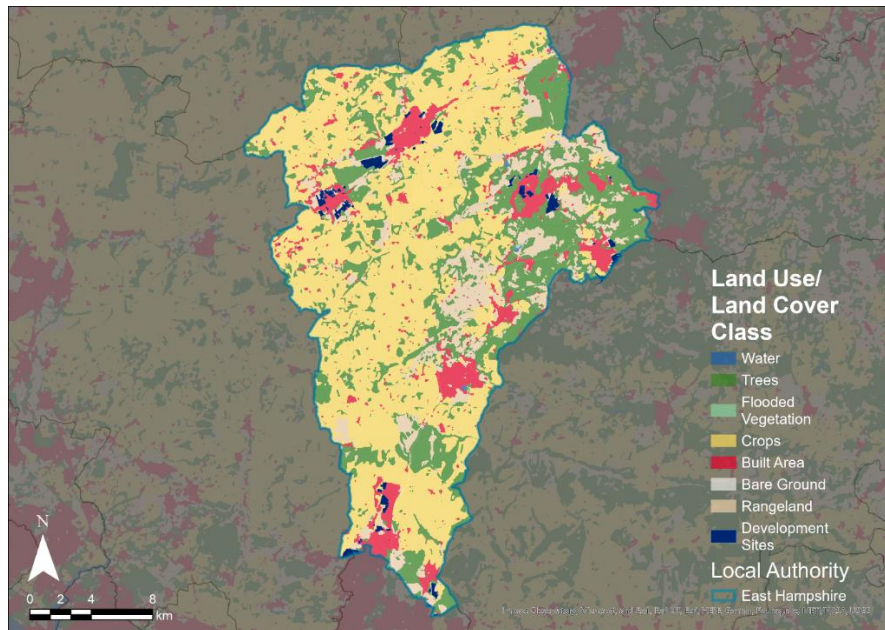 Land Use/
Land Cover
Class
Water
Trees
Flooded
Vegetation
Crops
Built Area
Bare Ground
Rangeland
Development
Sites
Local Authority
East Hampshire
N
0 2 4 8
km